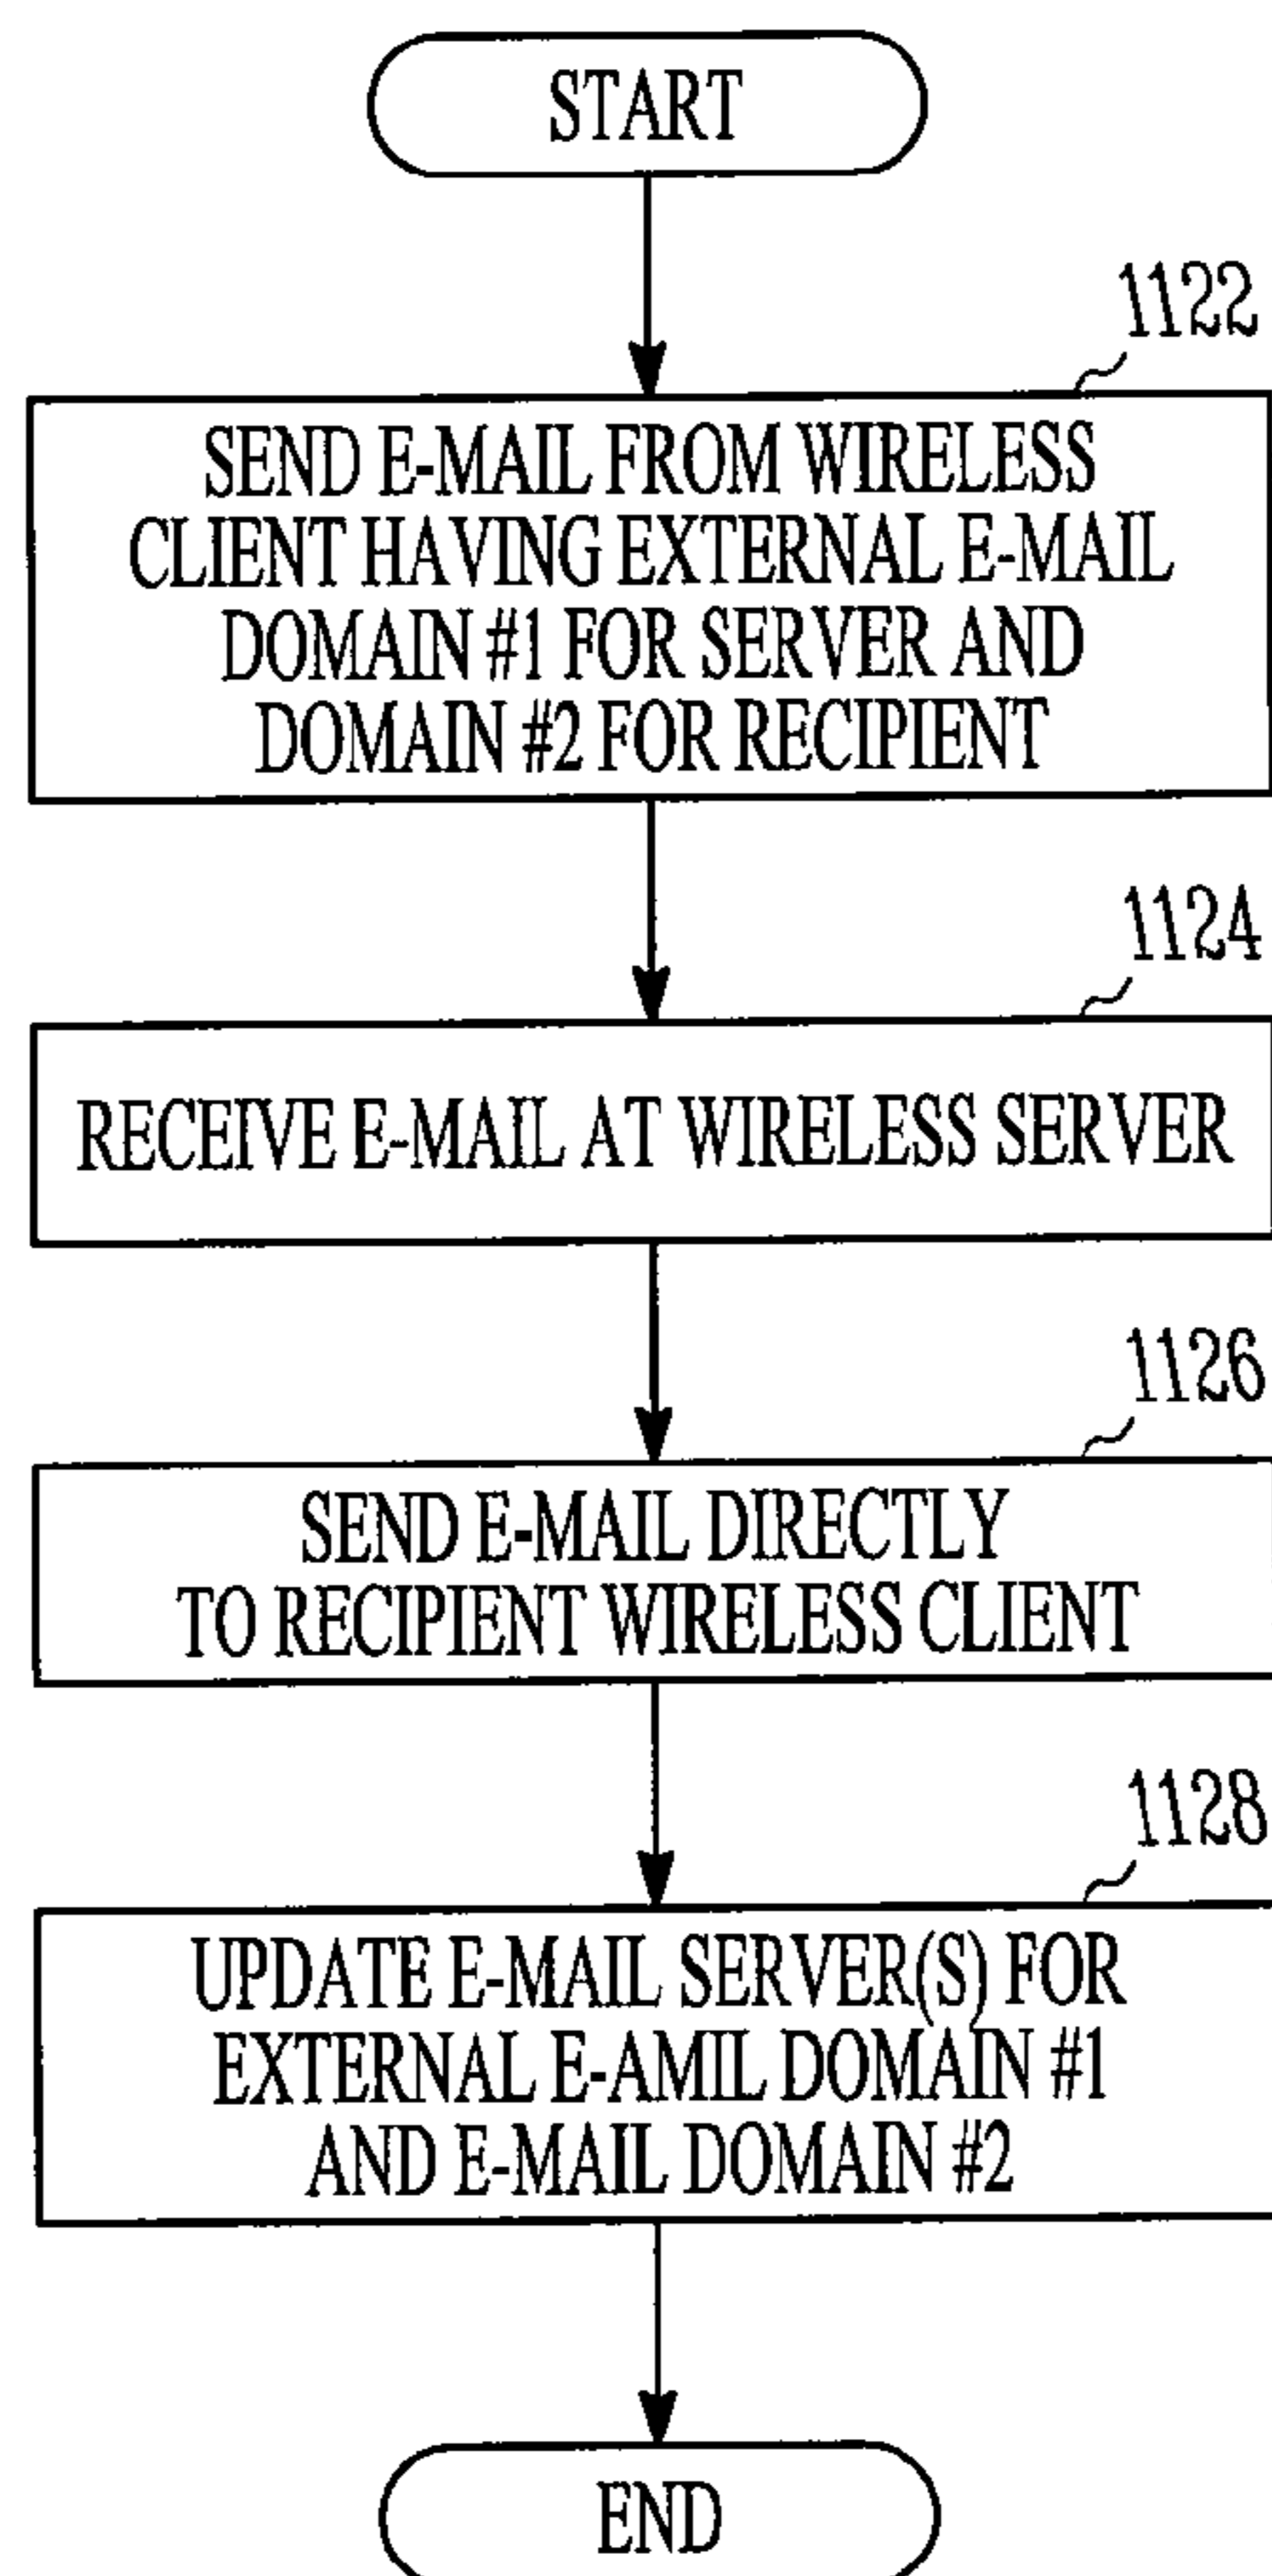 START
1122
SEND E-MAIL FROM WIRELESS
CLIENT HAVING EXTERNAL E-MAIL
DOMAIN #1 FOR SERVER AND
DOMAIN #2 FOR RECIPIENT
1124
RECEIVE E-MAIL AT WIRELESS SERVER
1126
SEND E-MAIL DIRECTLY
TO RECIPIENT WIRELESS CLIENT
1128
UPDATE E-MAIL SERVER(S) FOR
EXTERNAL E-AMIL DOMAIN #1
AND E-MAIL DOMAIN #2
END